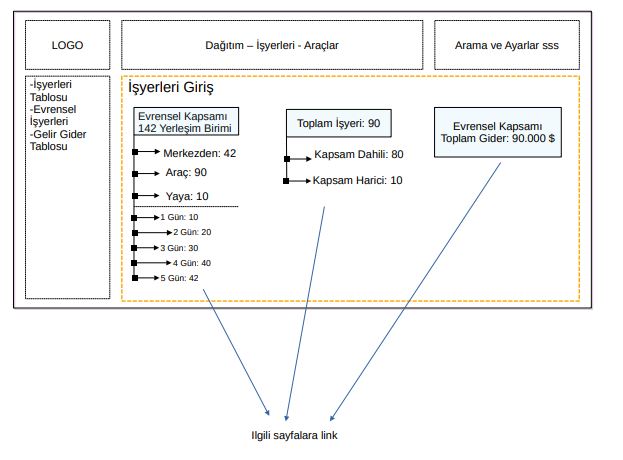 LOGO
Dağıtım – İşyerleri - Araçlar
Arama ve Ayarlar sss
-İşyerleri
Tablosu
-Evrensel
İşyerleri
-Gelir Gider
Tablosu
İşyerleri Giriş
Evrensel Kapsamı
142 Yerleşim Birimi
Merkezden: 42
Araç: 90
Yaya: 10
1 Gün: 10
2 Gün: 20
3 Gün: 30
4 Gün: 40
5 Gün: 42
Toplam İşyeri: 90
Kapsam Dahili: 80
Kapsam Harici: 10
Evrensel Kapsamı
Toplam Gider: 90.000 $
Ilgili sayfalara link